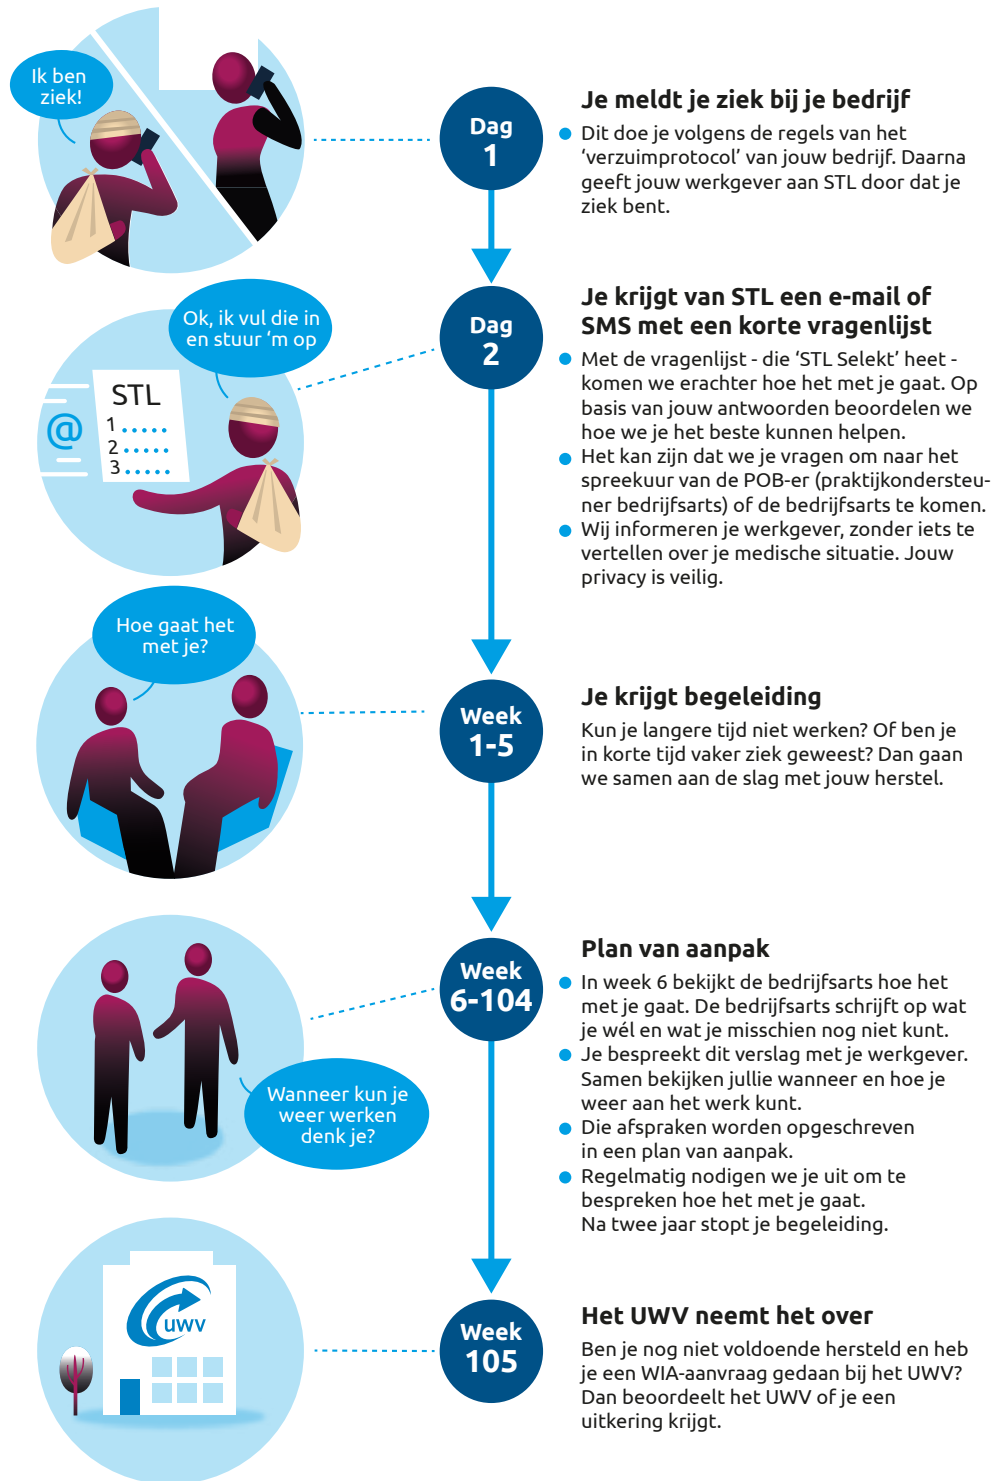 Ik ben
ziek!
Dag
1
Je meldt je ziek bij je bedrijf
Dit doe je volgens de regels van het
‘verzuimprotocol’ van jouw bedrijf. Daarna
geeft jouw werkgever aan STL door dat je
ziek bent.
Ok, ik vul die in
en stuur ‘m op
STL
@
1 .....
2 .....
3 .....
Dag
2
Je krijgt van STL een e-mail of
SMS met een korte vragenlijst
Met de vragenlijst - die ‘STL Selekt’ heet -
komen we erachter hoe het met je gaat. Op
basis van jouw antwoorden beoordelen we
hoe we je het beste kunnen helpen.
Het kan zijn dat we je vragen om naar het
spreekuur van de POB-er (praktijkondersteu-
ner bedrijfsarts) of de bedrijfsarts te komen.
Wij informeren je werkgever, zonder iets te
vertellen over je medische situatie. Jouw
privacy is veilig.
Hoe gaat het
met je?
Week
1-5
Je krijgt begeleiding
Kun je langere tijd niet werken? Of ben je
in korte tijd vaker ziek geweest? Dan gaan
we samen aan de slag met jouw herstel.
Wanneer kun je
weer werken
denk je?
Week
6-104
Plan van aanpak
In week 6 bekijkt de bedrijfsarts hoe het
met je gaat. De bedrijfsarts schrijft op wat
je wél en wat je misschien nog niet kunt.
Je bespreekt dit verslag met je werkgever.
Samen bekijken jullie wanneer en hoe je
weer aan het werk kunt.
Die afspraken worden opgeschreven
in een plan van aanpak.
Regelmatig nodigen we je uit om te
bespreken hoe het met je gaat.
Na twee jaar stopt je begeleiding.
UWV
Week
105
Het UWV neemt het over
Ben je nog niet voldoende hersteld en heb
je een WIA-aanvraag gedaan bij het UWV?
Dan beoordeelt het UWV of je een
uitkering krijgt.